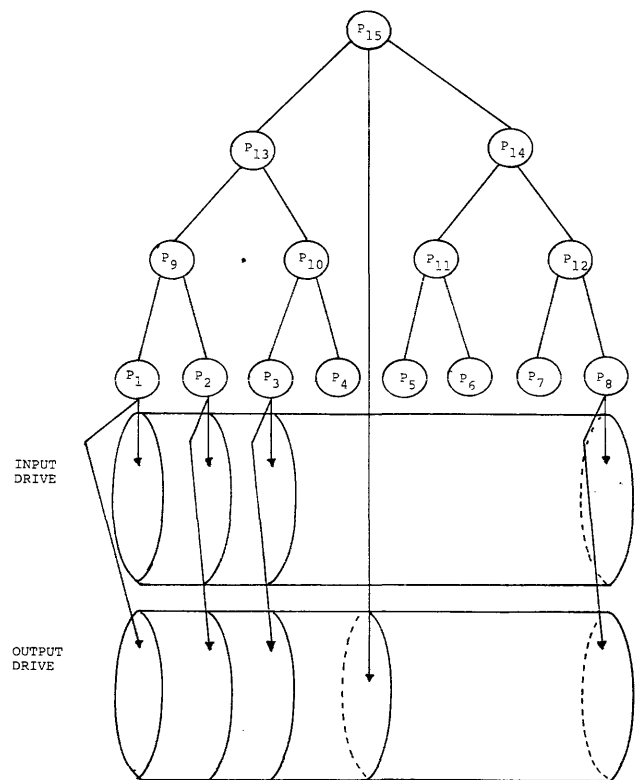 P15
P13 P14
P9 P10 P11 P12
P1 P2 P3 P4 P5 P6 P7 P8
INPUT
DRIVE
OUTPUT
DRIVE